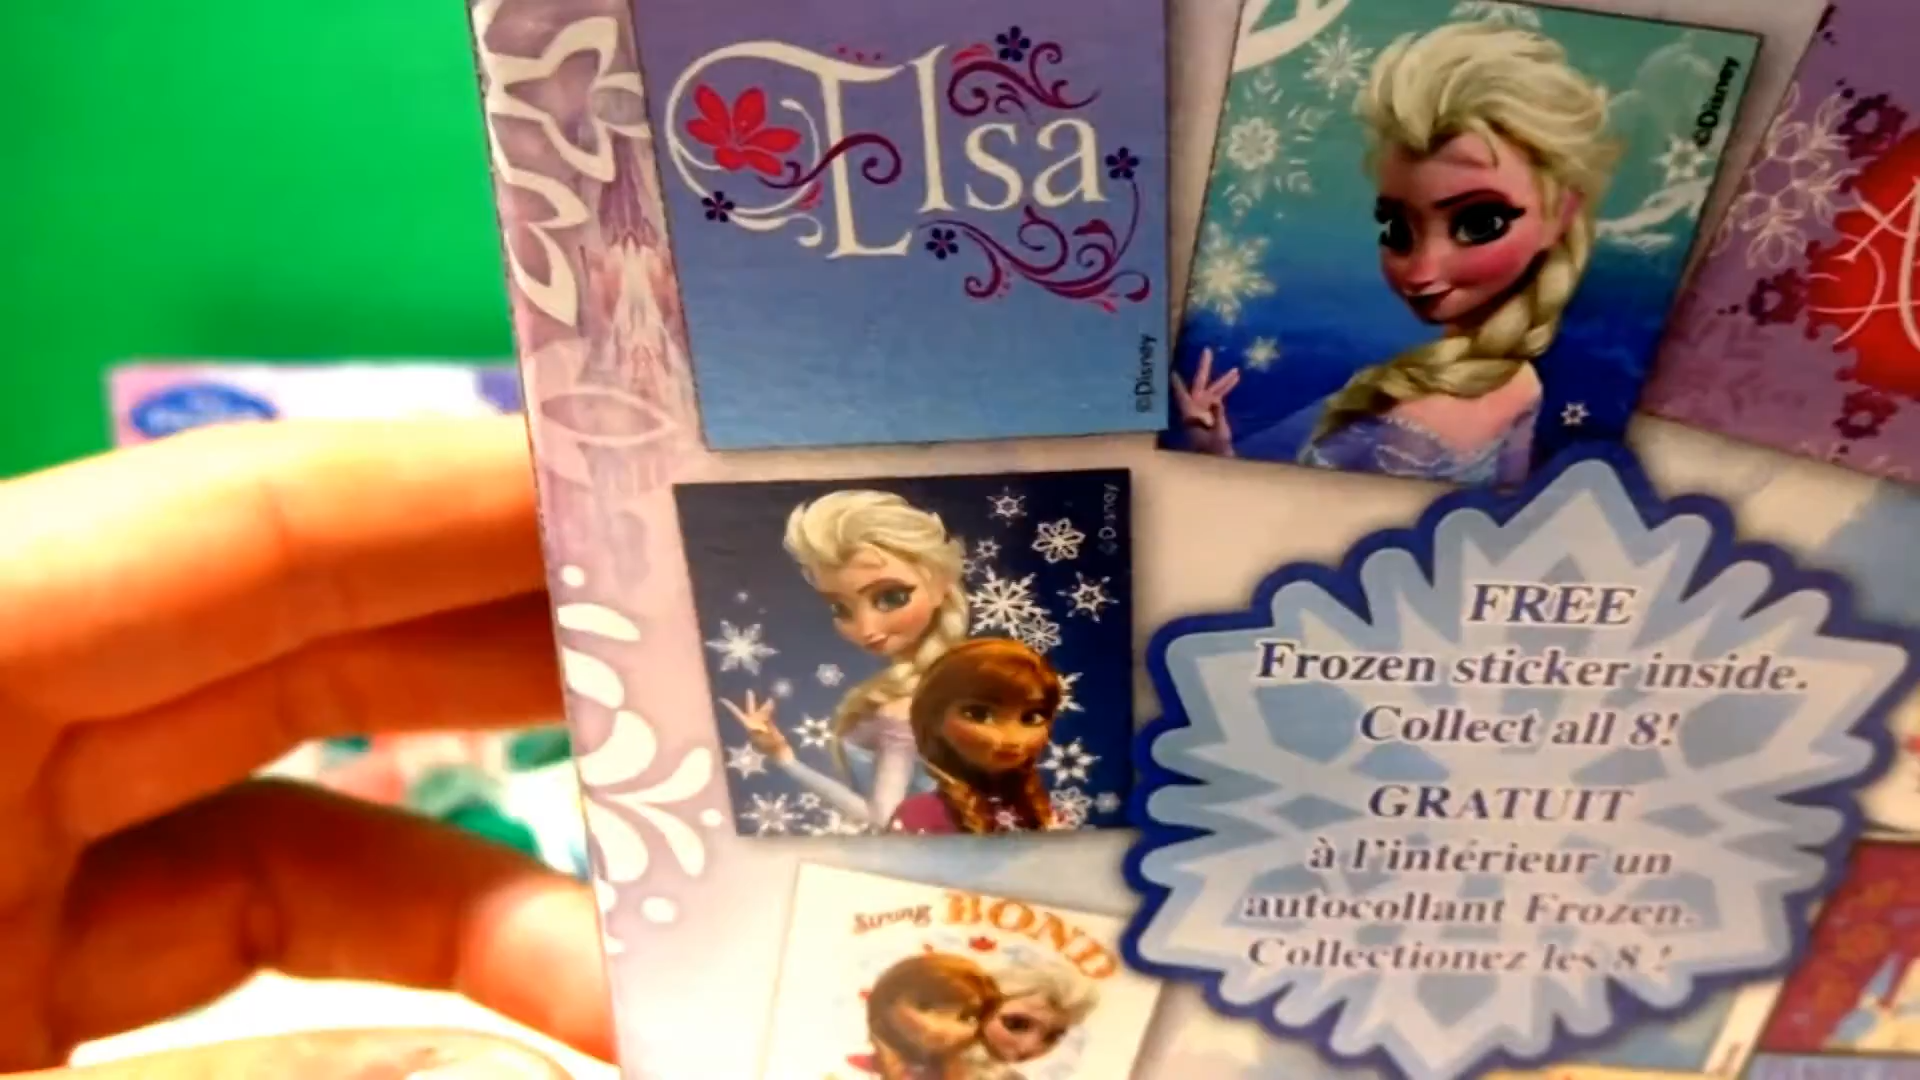 Elsa
©Disney
©Disney
©Disney
Strong BOND
FREE
Frozen sticker inside.
Collect all 8!
GRATUIT
à l'intérieur un
autocollant Frozen.
Collectionez les 8 !